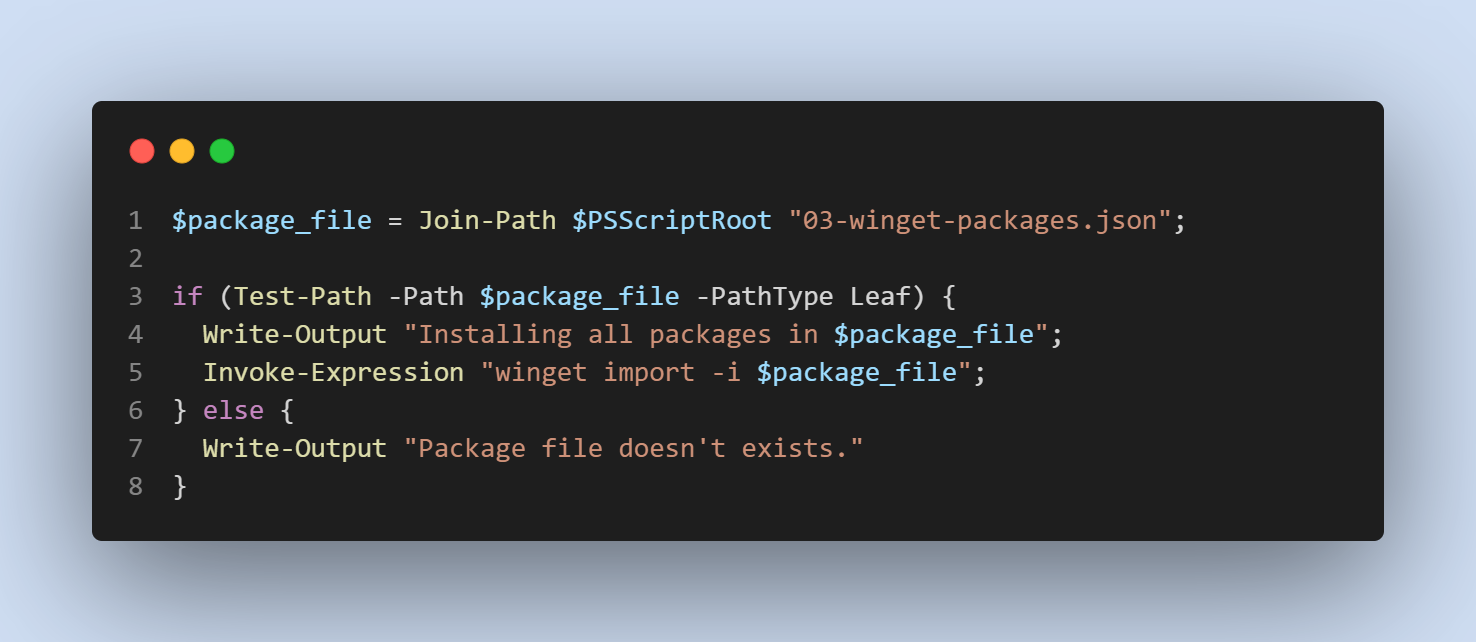 1 $package_file = Join-Path $PSScriptRoot "03-winget-packages.json";
2
3 if (Test-Path -Path $package_file -PathType Leaf) {
4   Write-Output "Installing all packages in $package_file";
5   Invoke-Expression "winget import -i $package_file";
6 } else {
7   Write-Output "Package file doesn't exists."
8 }